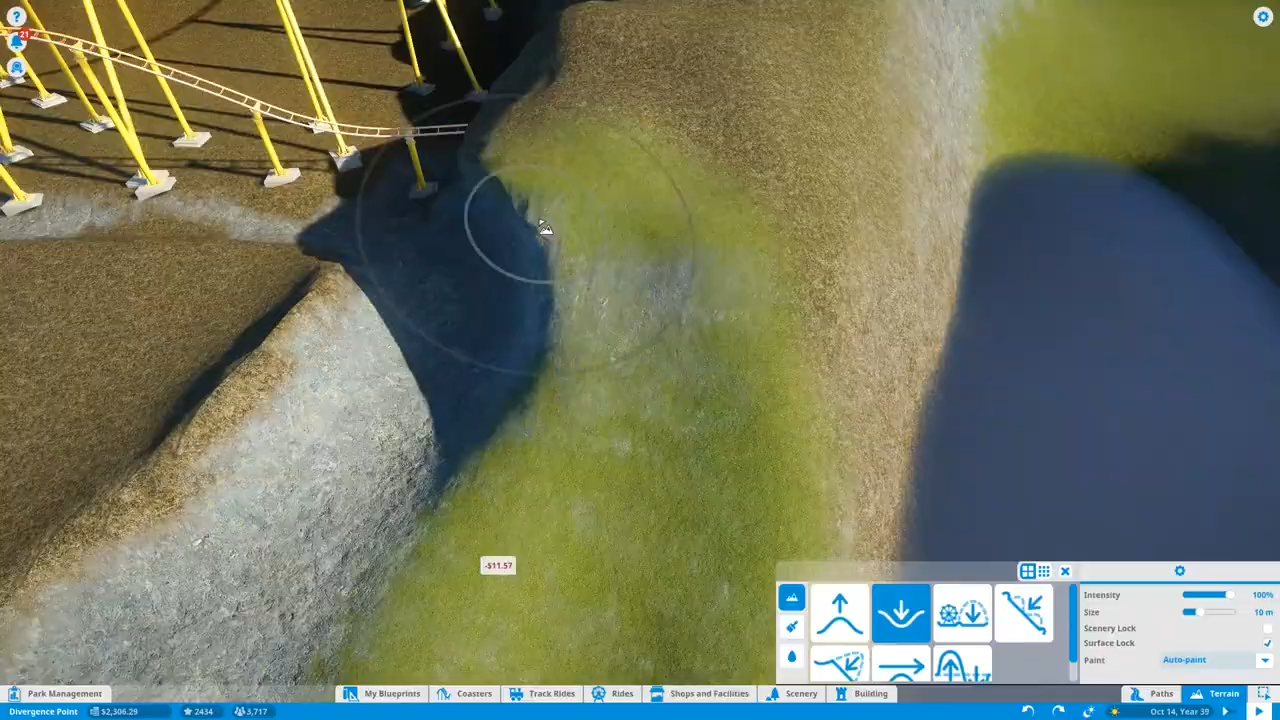 ?
21
-$11.57
Intensity 100%
Size 10 m
Scenery Lock
Surface Lock
Paint Auto-paint
Park Management My Blueprints Coasters Track Rides Rides Shops and Facilities Scenery Building Paths Terrain
Divergence Point $2,306.29 2434 3,717 Oct 14, Year 39